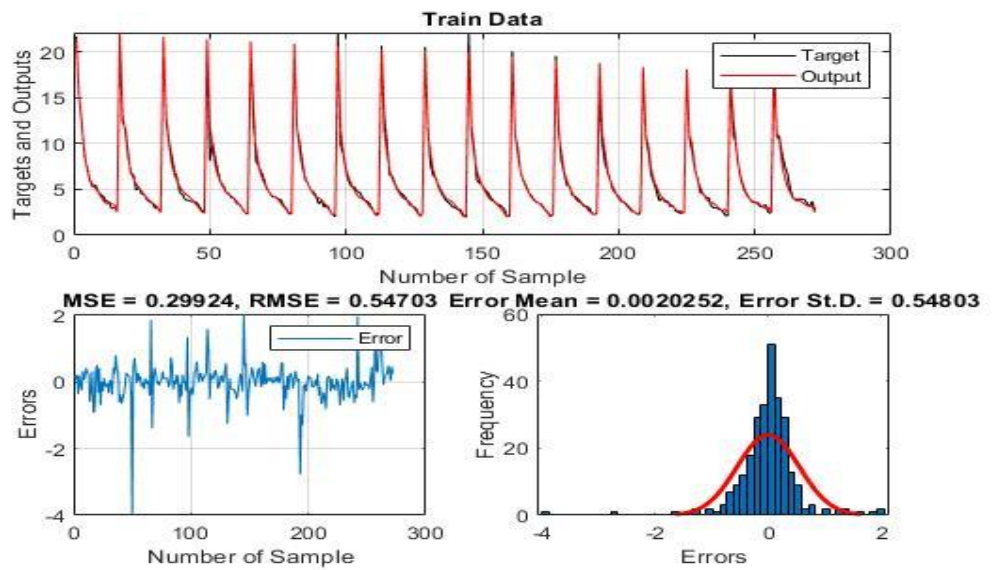 Train Data
Targets and Outputs
20
15
10
5
0
Target
Output
0 50 100 150 200 250 300
Number of Sample
MSE = 0.29924, RMSE = 0.54703 Error Mean = 0.0020252, Error St.D. = 0.54803
Errors
2
0
-2
-4
Error
0 100 200 300
Number of Sample
Frequency
60
40
20
0
-4 -2 0 2
Errors